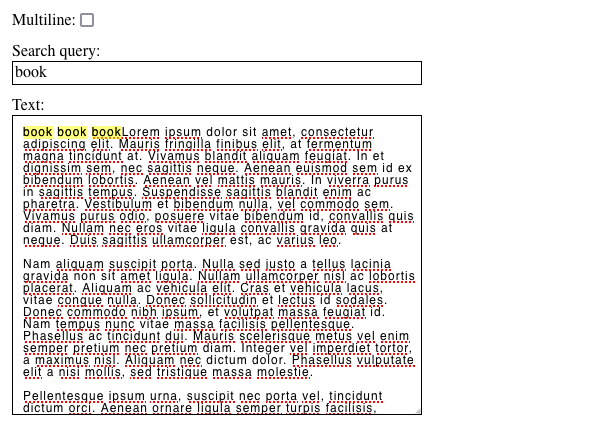 Multiline:
Search query:
book
Text:
book book bookLorem ipsum dolor sit amet, consectetur
adipiscing elit. Mauris fringilla finibus elit, at fermentum
magna tincidunt at. Vivamus blandit aliquam feugiat. In et
dignissim sem, nec sagittis neque. Aenean euismod sem id ex
bibendum lobortis. Aenean vel mattis mauris. In viverra purus
in sagittis tempus. Suspendisse sagittis blandit enim ac
pharetra. Vestibulum et bibendum nulla, vel commodo sem.
Vivamus purus odio, posuere vitae bibendum id, convallis quis
diam. Nullam nec eros vitae ligula convallis gravida quis at
neque. Duis sagittis ullamcorper est, ac varius leo.
Nam aliquam suscipit porta. Nulla sed justo a tellus lacinia
gravida non sit amet ligula. Nullam ullamcorper nisl ac lobortis
placerat. Aliquam ac vehicula elit. Cras et vehicula lacus,
vitae congue nulla. Donec sollicitudin et lectus id sodales.
Donec commodo nibh ipsum, et volutpat massa feugiat id.
Nam tempus nunc vitae massa facilisis pellentesque.
Phasellus ac tincidunt dui. Mauris scelerisque metus vel enim
semper pretium nec pretium diam. Integer vel imperdiet tortor,
a maximus nisl. Aliquam nec dictum dolor. Phasellus vulputate
elit a nisi mollis, sed tristique massa molestie.
Pellentesque ipsum urna, suscipit nec porta vel, tincidunt
dictum orci. Aenean ornare ligula semper turpis facilisis,